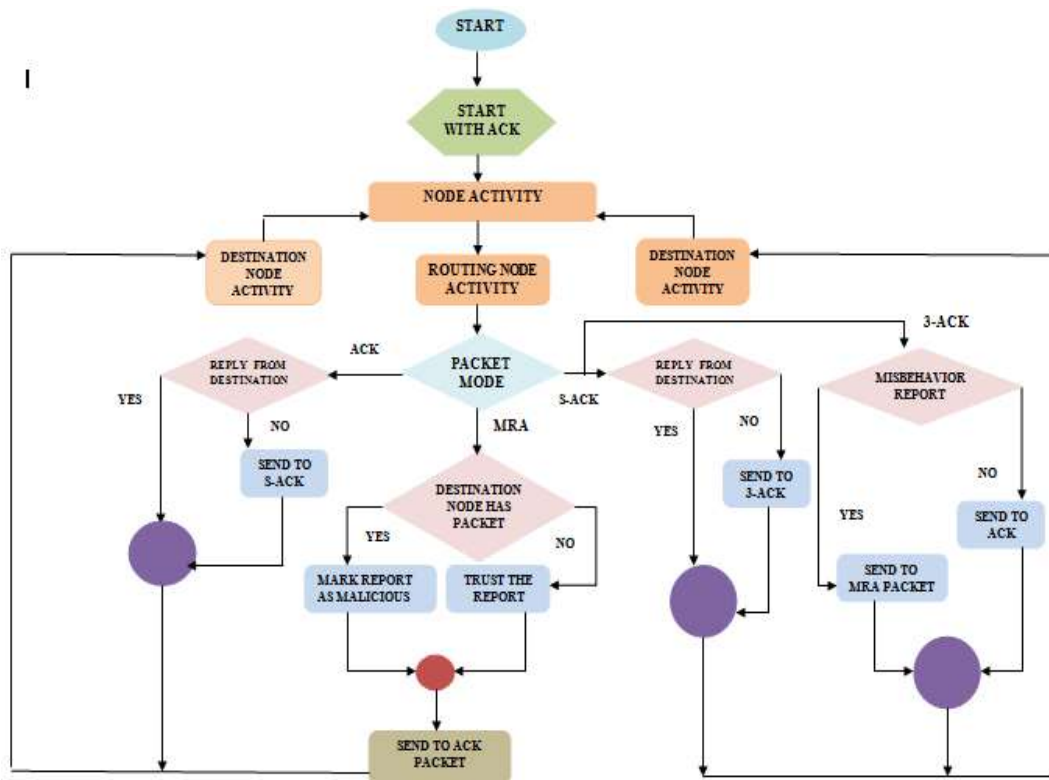 START
I
START
WITH ACK
NODE ACTIVITY
DESTINATION
NODE
ACTIVITY
ROUTING NODE
ACTIVITY
DESTINATION
NODE
ACTIVITY
3-ACK
ACK
PACKET
MODE
S-ACK
REPLY FROM
DESTINATION
REPLY FROM
DESTINATION
MISBEHAVIOR
REPORT
YES
NO
MRA
YES
NO
SEND TO
S-ACK
DESTINATION
NODE HAS
PACKET
SEND TO
3-ACK
NO
YES
NO
YES
SEND TO
ACK
MARK REPORT
AS MALICIOUS
TRUST THE
REPORT
SEND TO
MRA PACKET
SEND TO ACK
PACKET